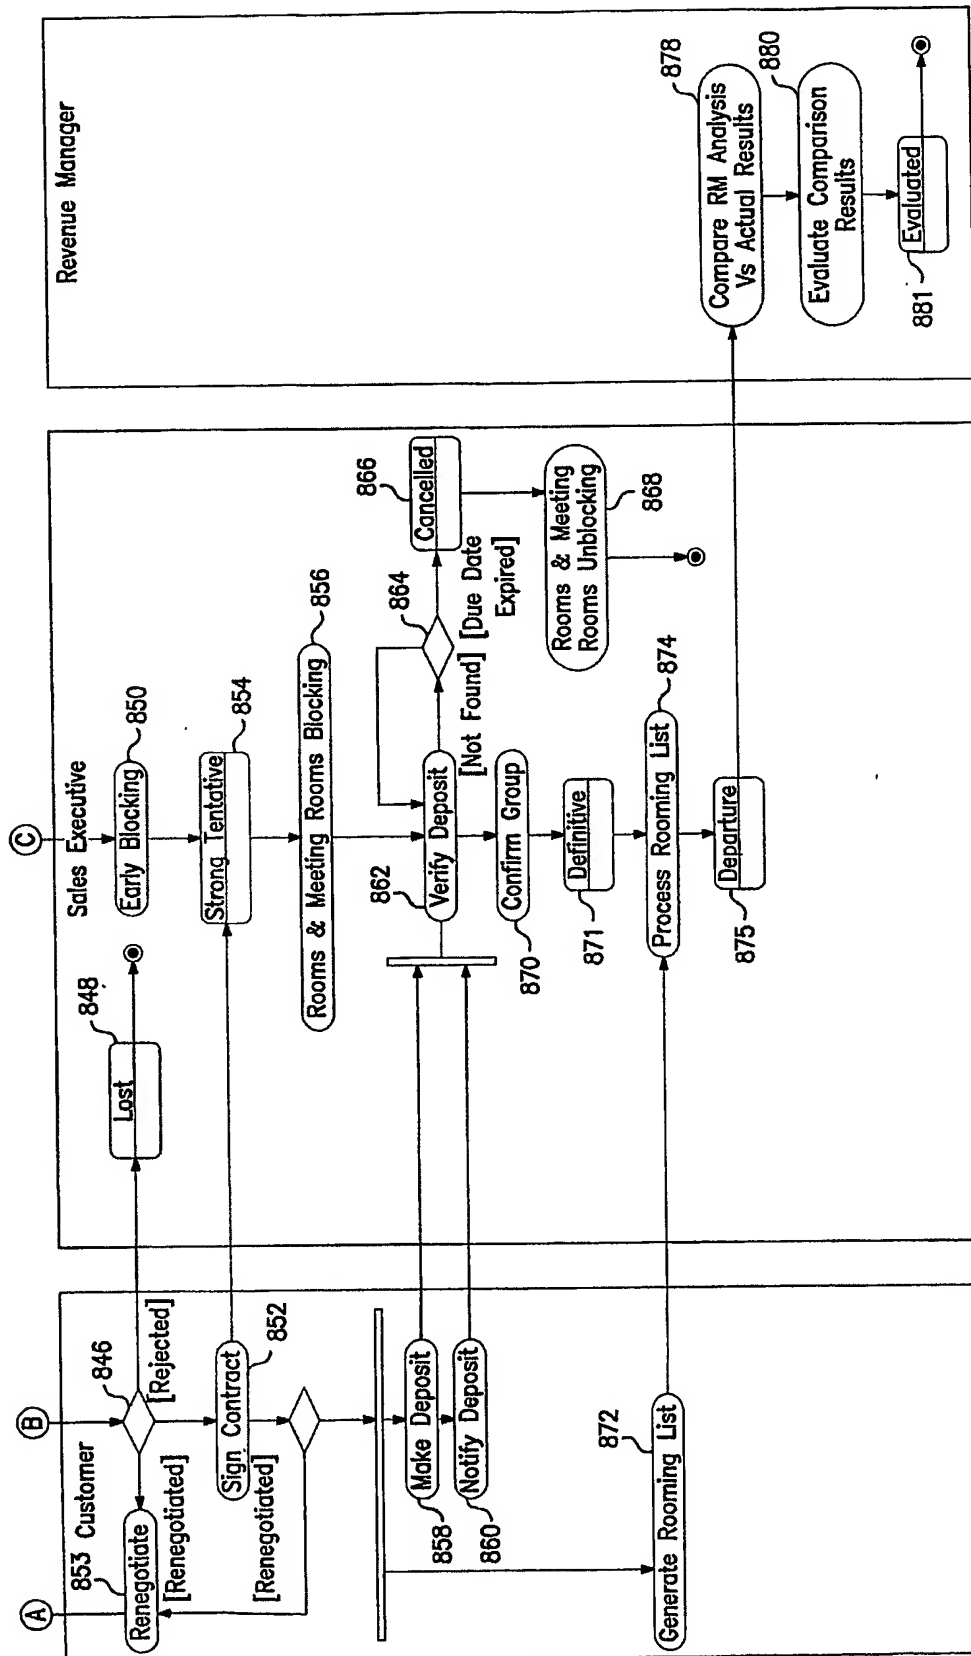 A
B
C
853
Customer
846
Renegotiate
[Renegotiated]
[Rejected]
Sign Contract
852
[Renegotiated]
858
Make Deposit
860
Notify Deposit
872
Generate Rooming List
Sales Executive
848
Lost
Early Blocking
850
Strong Tentative
854
Rooms & Meeting Rooms Blocking
856
862
Verify Deposit
864
[Not Found]
[Due Date
Expired]
866
Cancelled
Rooms & Meeting
Rooms Unblocking
868
870
Confirm Group
871
Definitive
Process Rooming List
874
875
Departure
Revenue Manager
878
Compare RM Analysis
Vs Actual Results
880
Evaluate Comparison
Results
881
Evaluated